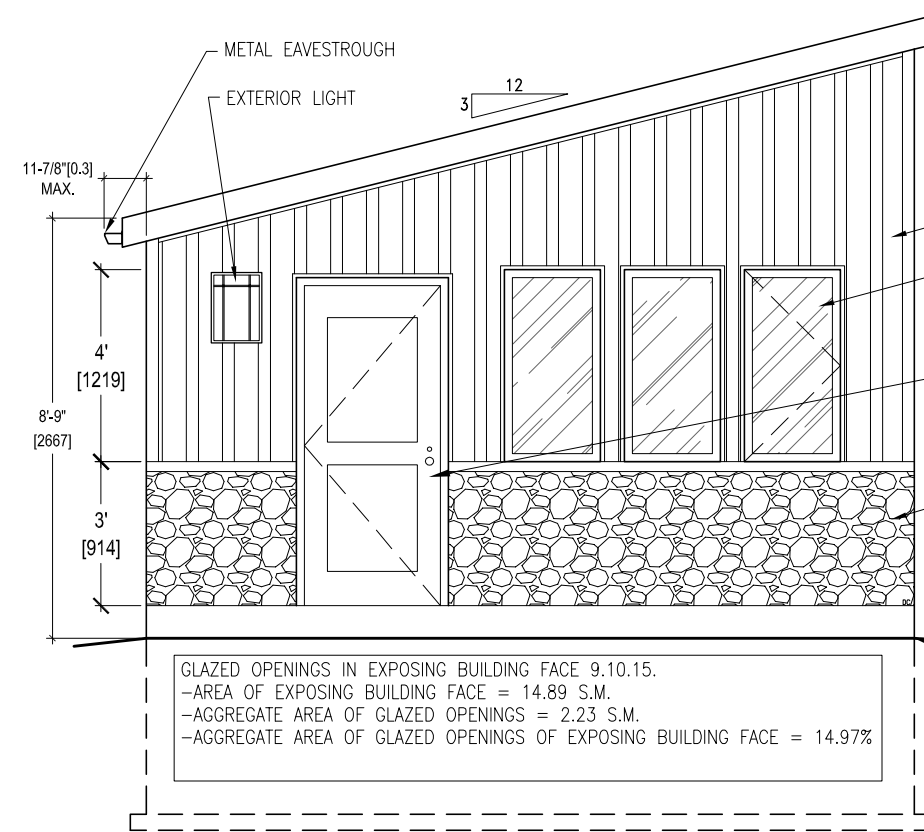 METAL EAVESTROUGH
EXTERIOR LIGHT
12
3
11-7/8"[0.3]
MAX.
4'
[1219]
8'-9"
[2667]
3'
[914]
DC
GLAZED OPENINGS IN EXPOSING BUILDING FACE 9.10.15.
-AREA OF EXPOSING BUILDING FACE = 14.89 S.M.
-AGGREGATE AREA OF GLAZED OPENINGS = 2.23 S.M.
-AGGREGATE AREA OF GLAZED OPENINGS OF EXPOSING BUILDING FACE = 14.97%